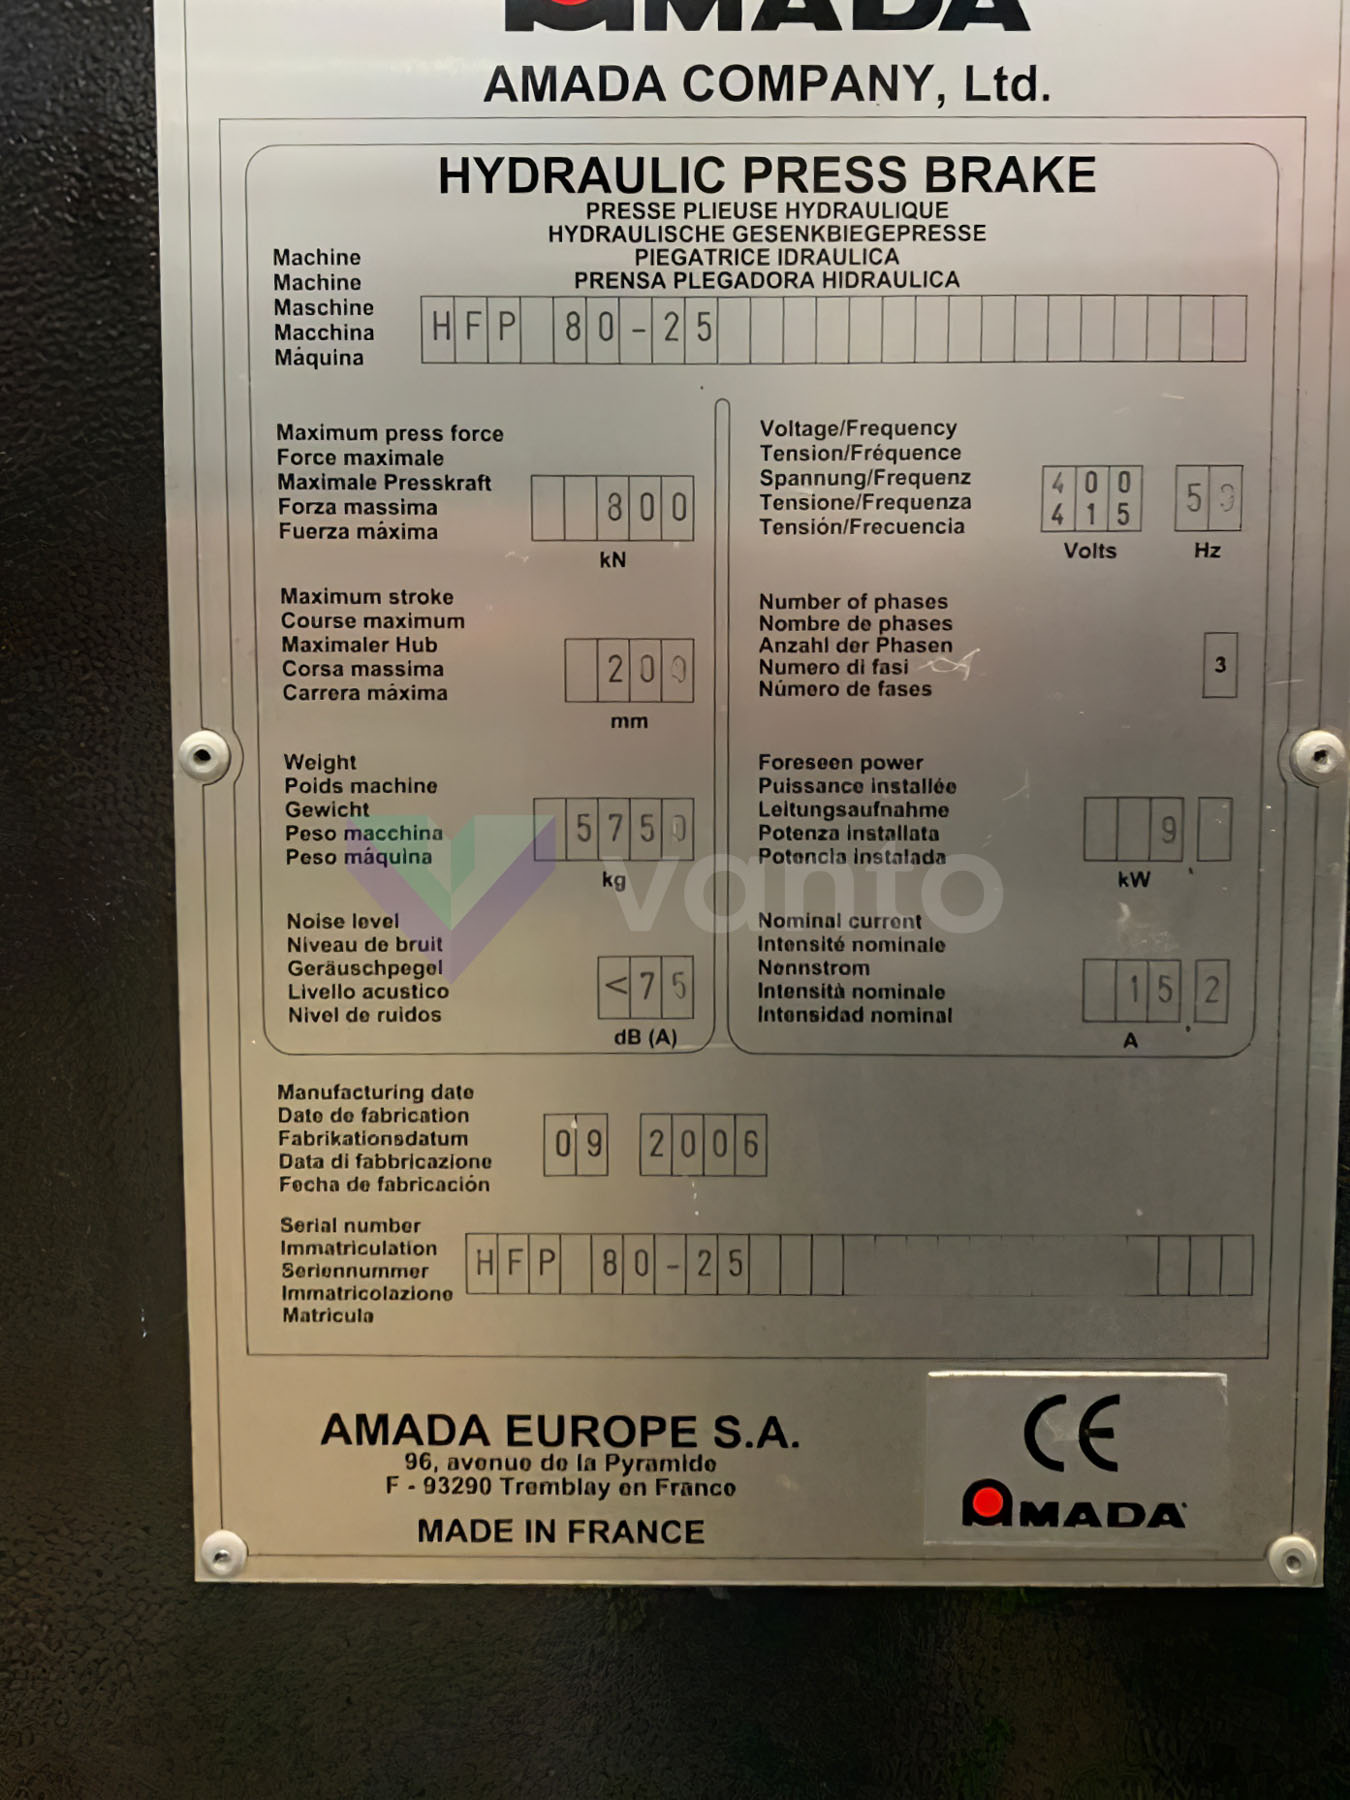 AMADA
AMADA COMPANY, Ltd.
HYDRAULIC PRESS BRAKE
PRESSE PLIEUSE HYDRAULIQUE
HYDRAULISCHE GESENKBIEGEPRESSE
PIEGATRICE IDRAULICA
PRENSA PLEGADORA HIDRAULICA
Machine
Machine
Maschine
Macchina
Máquina
HFP 80-25
Maximum press force
Force maximale
Maximale Presskraft
Forza massima
Fuerza máxima
800
kN
Voltage/Frequency
Tension/Fréquence
Spannung/Frequenz
Tensione/Frequenza
Tensión/Frecuencia
400
415
Volts
50
Hz
Maximum stroke
Course maximum
Maximaler Hub
Corsa massima
Carrera máxima
200
mm
Number of phases
Nombre de phases
Anzahl der Phasen
Numero di fasi
Número de fases
3
Weight
Poids machine
Gewicht
Peso macchina
Peso máquina
5750
kg
Foreseen power
Puissance installée
Leitungsaufnahme
Potenza installata
Potencia instalada
9
kW
vanto
Noise level
Niveau de bruit
Geräuschpegel
Livello acustico
Nivel de ruidos
<75
dB (A)
Nominal current
Intensité nominale
Nennstrom
Intensità nominale
Intensidad nominal
15.2
A
Manufacturing date
Date de fabrication
Fabrikationsdatum
Data di fabbricazione
Fecha de fabricación
09 2006
Serial number
Immatriculation
Seriennummer
Immatricolazione
Matricula
HFP 80-25
AMADA EUROPE S.A.
96, avenue de la Pyramide
F - 93290 Tremblay en France
MADE IN FRANCE
CE
AMADA